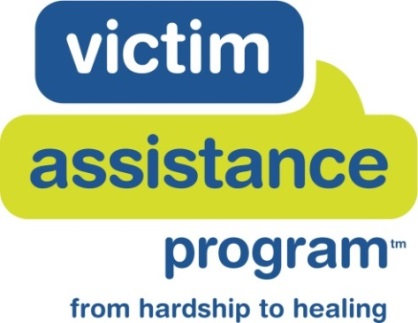 victim
assistance
program™
from hardship to healing